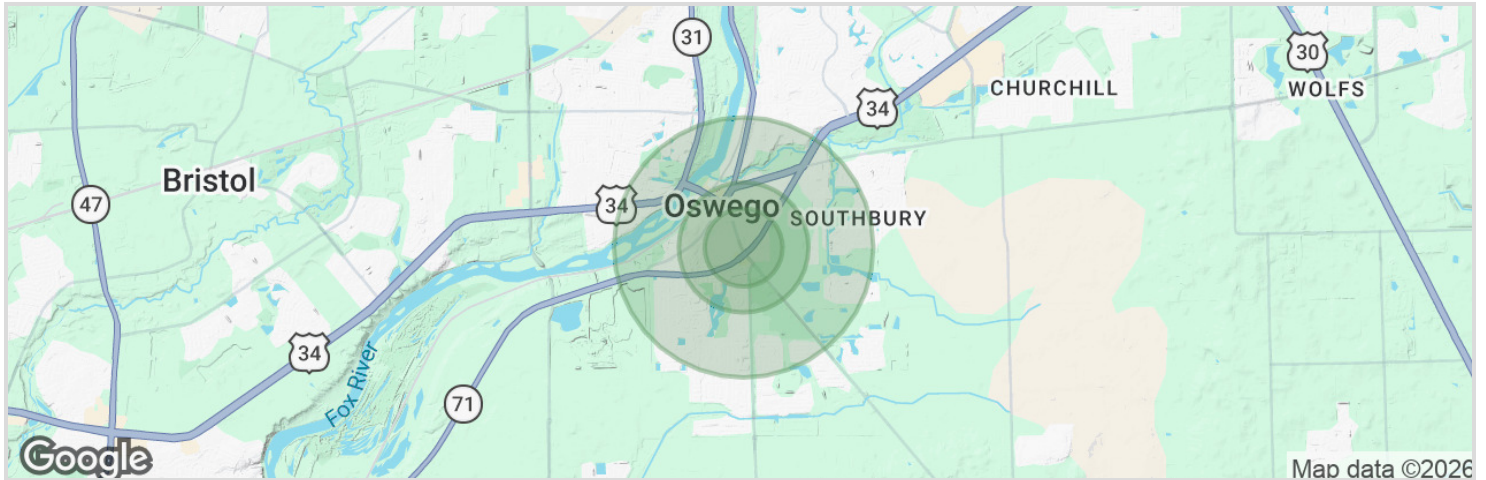 31
30
CHURCHILL
WOLFS
34
Bristol
47
34
Oswego
SOUTHBURY
34
Fox River
71
Google
Map data ©2026